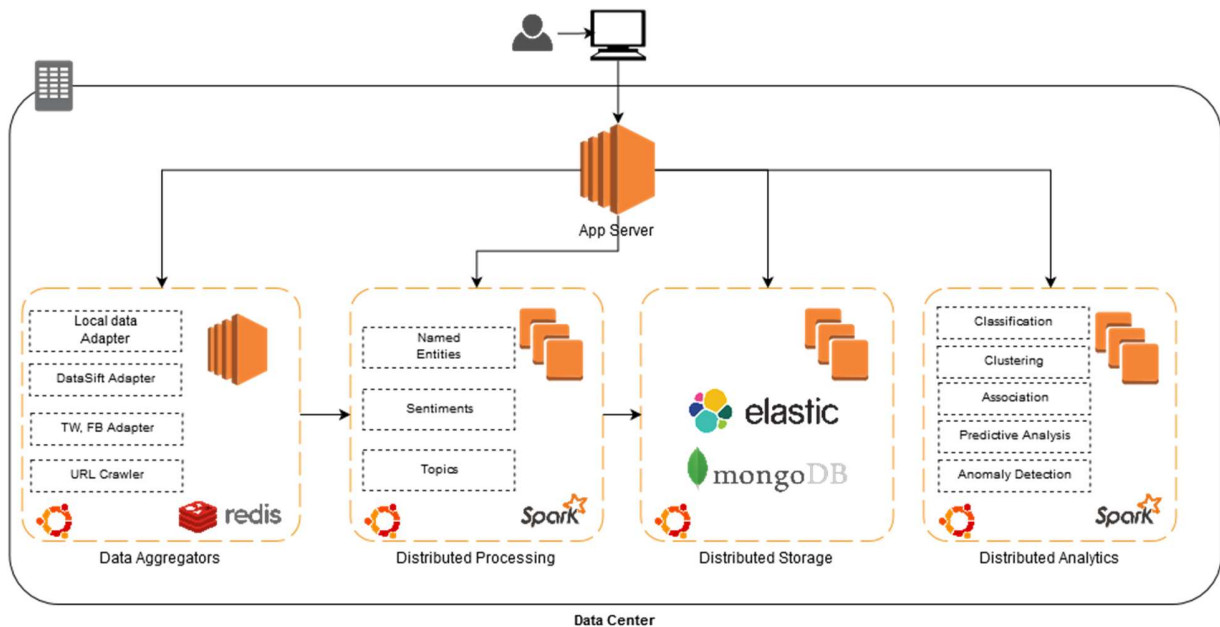 App Server
Local data
Adapter
DataSift Adapter
TW, FB Adapter
URL Crawler
redis
Data Aggregators
Named
Entities
Sentiments
Topics
Spark
Distributed Processing
elastic
mongoDB
Distributed Storage
Classification
Clustering
Association
Predictive Analysis
Anomaly Detection
Spark
Distributed Analytics
Data Center